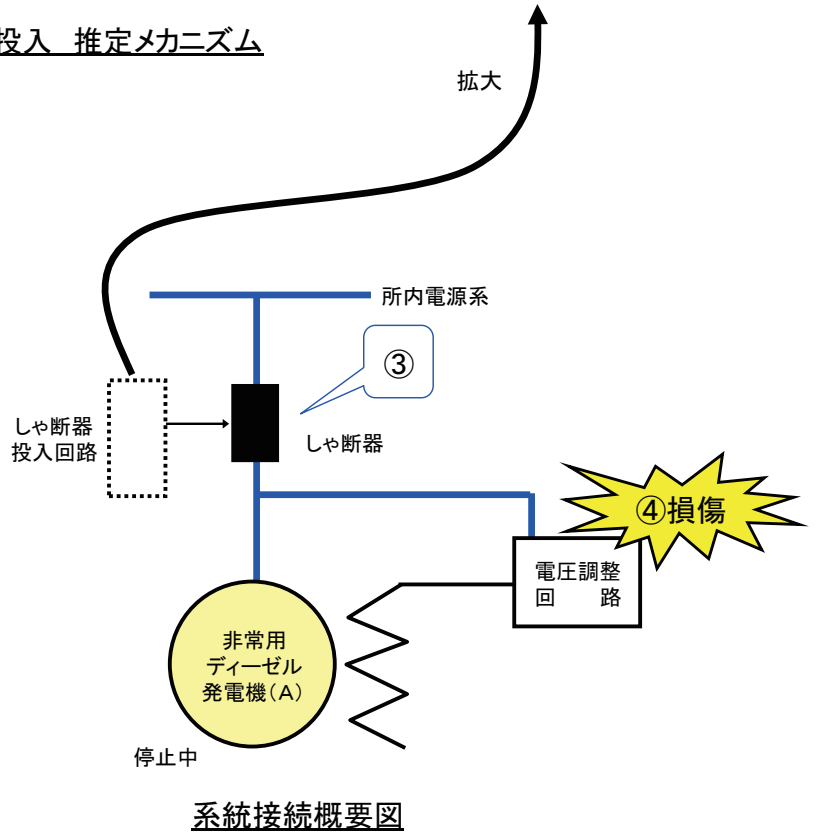 投入 推定メカニズム
拡大
所内電源系
③
しゃ断器
投入回路
しゃ断器
④損傷
電圧調整
回 路
非常用
ディーゼル
発電機(A)
停止中
系統接続概要図